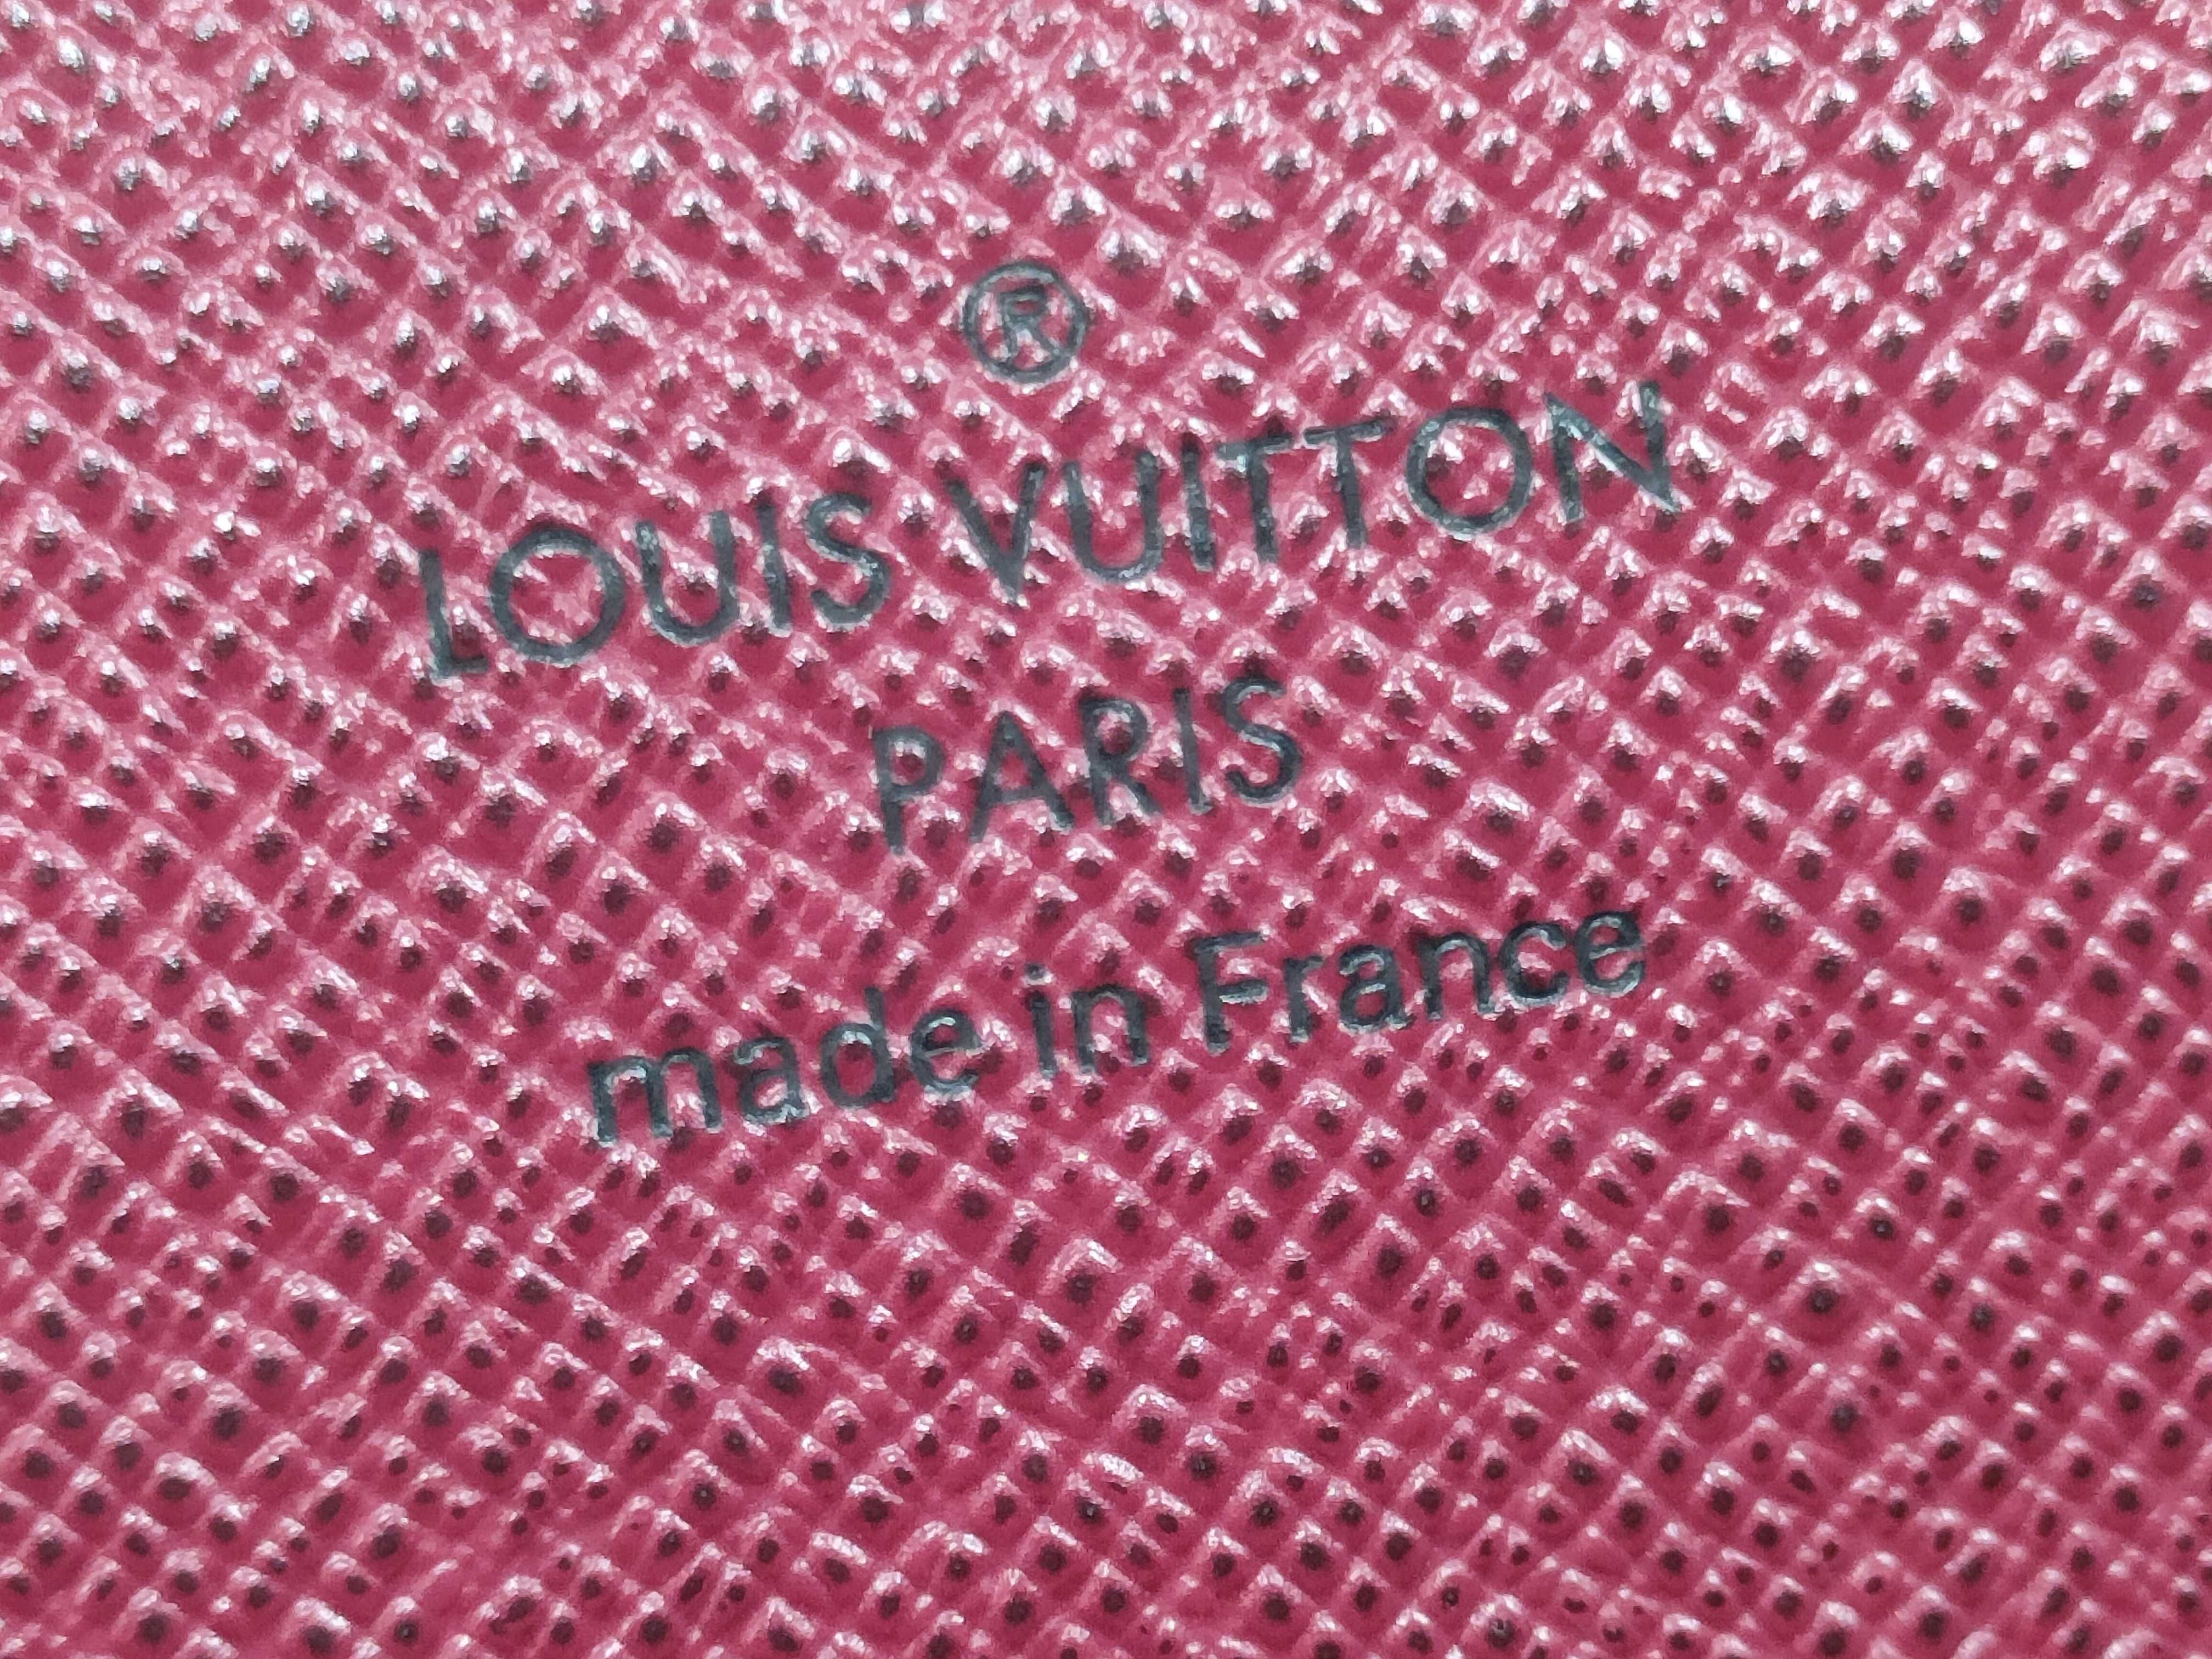 ®
LOUIS VUITTON
PARIS
made in France